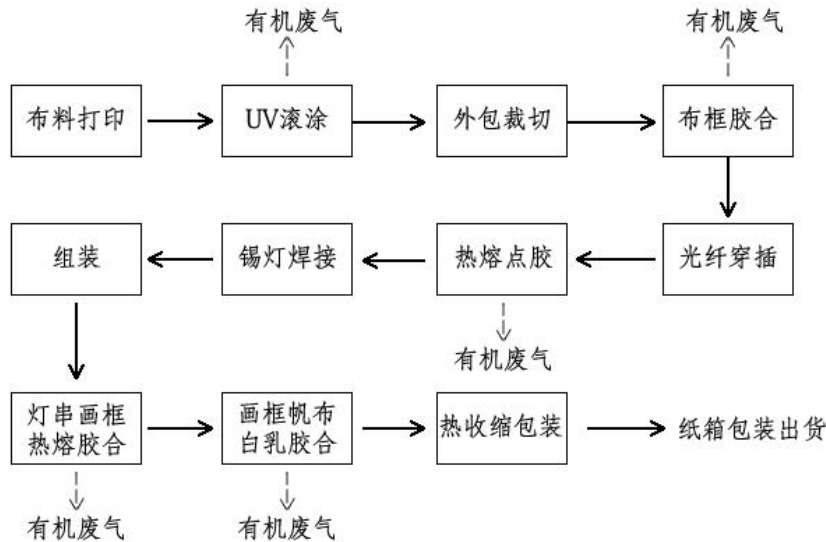 有机废气
有机废气
布料打印
UV滚涂
外包裁切
布框胶合
组装
锡灯焊接
热熔点胶
光纤穿插
有机废气
灯串画框
热熔胶合
画框帆布
白乳胶合
热收缩包装
纸箱包装出货
有机废气
有机废气